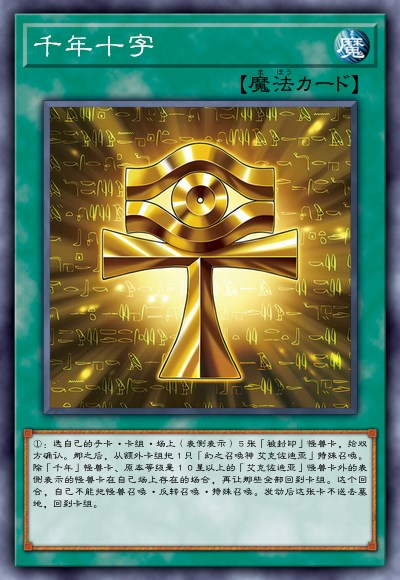 千年十字
魔
【魔法カード】
まほう
①：选自己的手卡・卡组・场上（表侧表示）5张「被封印」怪兽卡，给双
方确认。那之后，从额外卡组把1只「幻之召唤神 艾克佐迪亚」特殊召唤。
除「千年」怪兽卡、原本等级是10星以上的「艾克佐迪亚」怪兽卡外的表
侧表示的怪兽卡在自己场上存在的场合，再让那些全部回到卡组。这个回
合，自己不能把怪兽召唤・反转召唤・特殊召唤。发动后这张卡不送去墓
地，回到卡组。